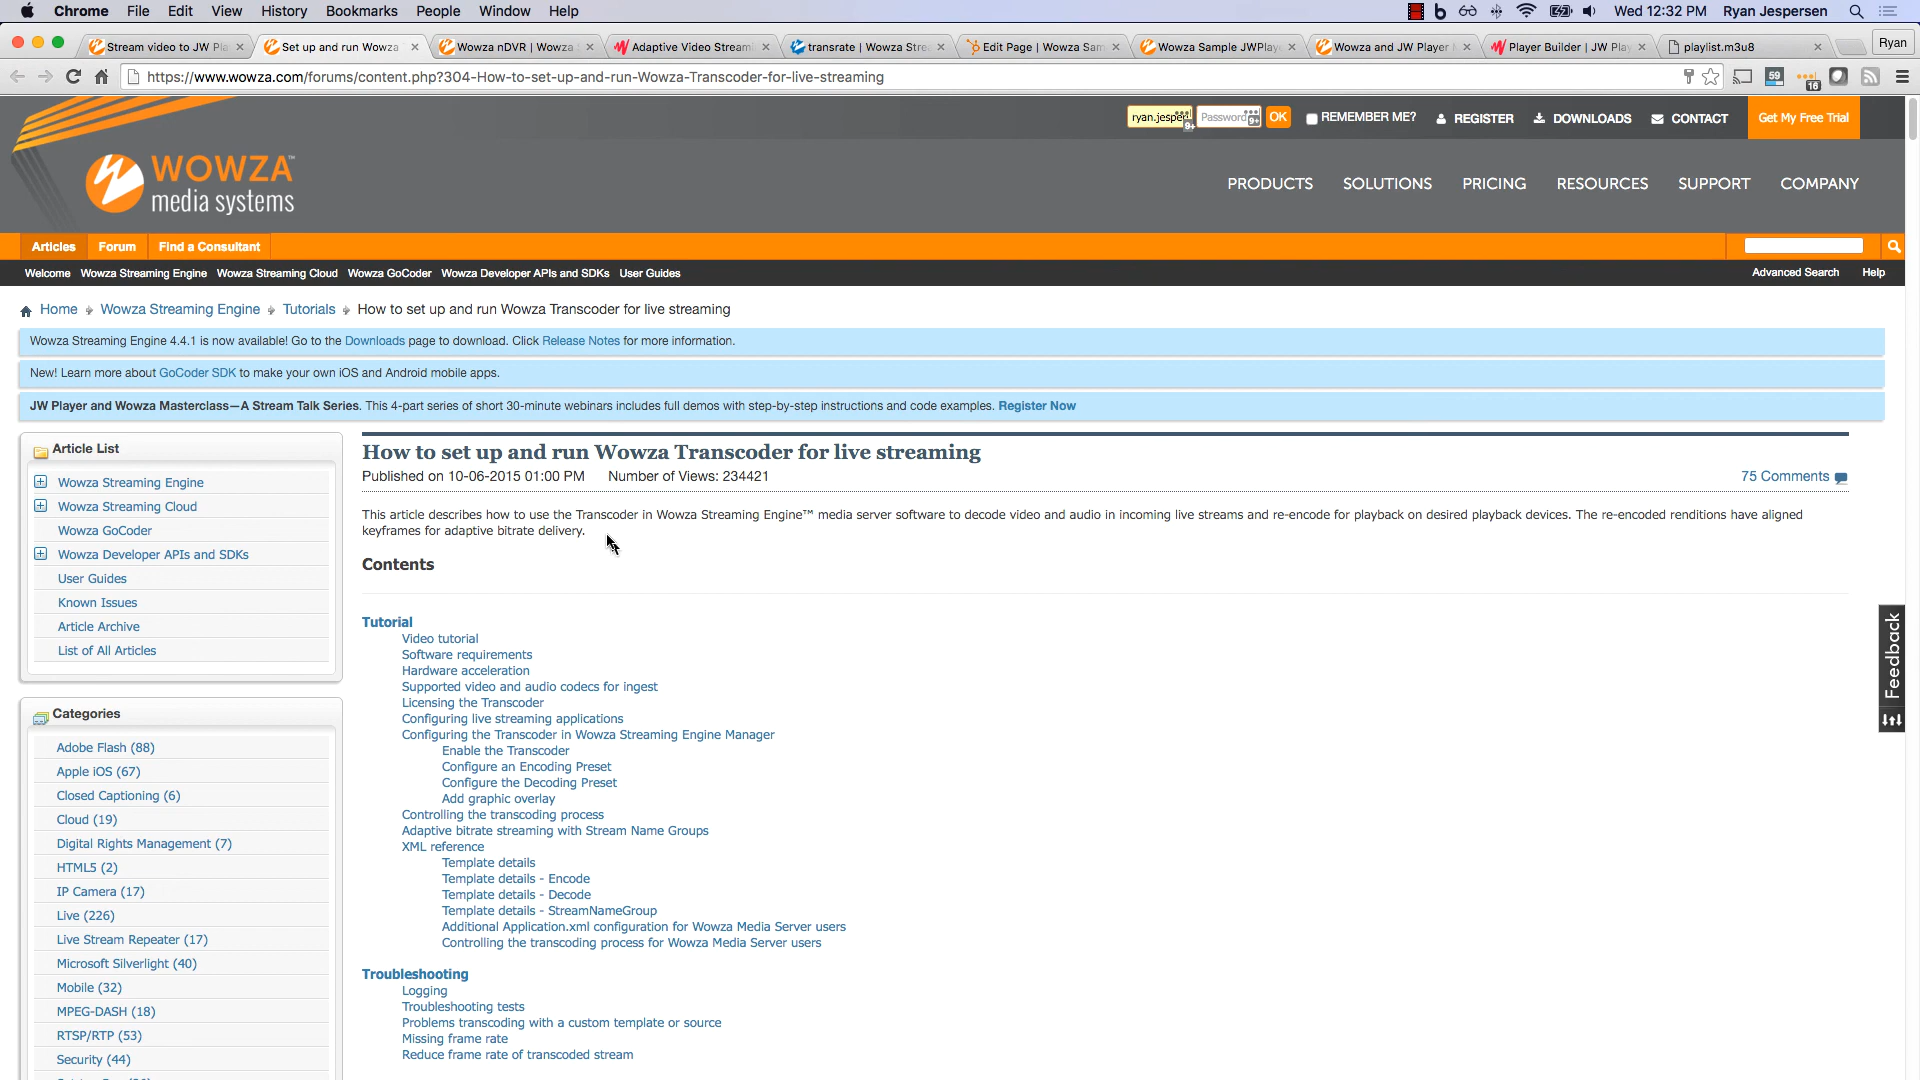 Chrome File Edit View History Bookmarks People Window Help Wed 12:32 PM Ryan Jespersen
Stream video to JW Pla Set up and run Wowza Wowza nDVR | Wowza S Adaptive Video Streami transrate | Wowza Stre Edit Page | Wowza Sam Wowza Sample JWPlaye Wowza and JW Player Player Builder | JW Pla playlist.m3u8 Ryan
https://www.wowza.com/forums/content.php?304-How-to-set-up-and-run-Wowza-Transcoder-for-live-streaming 59 16
ryan.jesper 9+ Password 9+ OK REMEMBER ME? REGISTER DOWNLOADS CONTACT Get My Free Trial
WOWZA™
media systems
PRODUCTS SOLUTIONS PRICING RESOURCES SUPPORT COMPANY
Articles Forum Find a Consultant
Welcome Wowza Streaming Engine Wowza Streaming Cloud Wowza GoCoder Wowza Developer APIs and SDKs User Guides Advanced Search Help
Home Wowza Streaming Engine Tutorials How to set up and run Wowza Transcoder for live streaming
Wowza Streaming Engine 4.4.1 is now available! Go to the Downloads page to download. Click Release Notes for more information.
New! Learn more about GoCoder SDK to make your own iOS and Android mobile apps.
JW Player and Wowza Masterclass—A Stream Talk Series. This 4-part series of short 30-minute webinars includes full demos with step-by-step instructions and code examples. Register Now
Article List
Wowza Streaming Engine
Wowza Streaming Cloud
Wowza GoCoder
Wowza Developer APIs and SDKs
User Guides
Known Issues
Article Archive
List of All Articles
Categories
Adobe Flash (88)
Apple iOS (67)
Closed Captioning (6)
Cloud (19)
Digital Rights Management (7)
HTML5 (2)
IP Camera (17)
Live (226)
Live Stream Repeater (17)
Microsoft Silverlight (40)
Mobile (32)
MPEG-DASH (18)
RTSP/RTP (53)
Security (44)
How to set up and run Wowza Transcoder for live streaming
Published on 10-06-2015 01:00 PM Number of Views: 234421
75 Comments
This article describes how to use the Transcoder in Wowza Streaming Engine™ media server software to decode video and audio in incoming live streams and re-encode for playback on desired playback devices. The re-encoded renditions have aligned
keyframes for adaptive bitrate delivery.
Contents
Tutorial
Video tutorial
Software requirements
Hardware acceleration
Supported video and audio codecs for ingest
Licensing the Transcoder
Configuring live streaming applications
Configuring the Transcoder in Wowza Streaming Engine Manager
Enable the Transcoder
Configure an Encoding Preset
Configure the Decoding Preset
Add graphic overlay
Controlling the transcoding process
Adaptive bitrate streaming with Stream Name Groups
XML reference
Template details
Template details - Encode
Template details - Decode
Template details - StreamNameGroup
Additional Application.xml configuration for Wowza Media Server users
Controlling the transcoding process for Wowza Media Server users
Troubleshooting
Logging
Troubleshooting tests
Problems transcoding with a custom template or source
Missing frame rate
Reduce frame rate of transcoded stream
Feedback